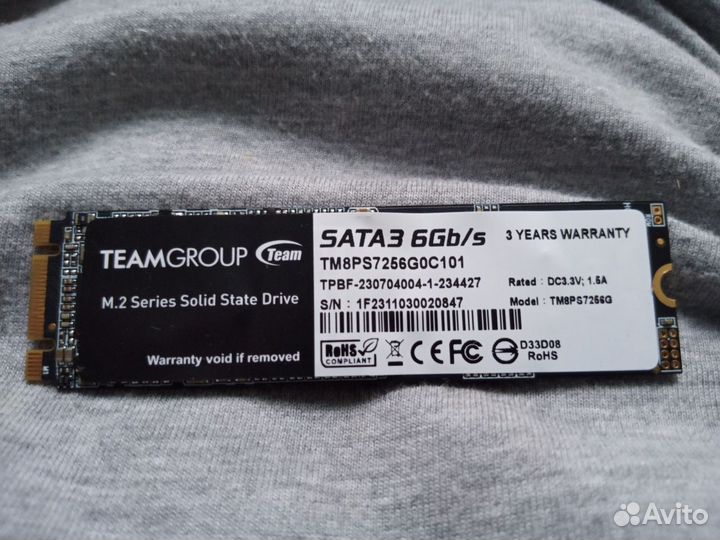 TEAMGROUP Team
M.2 Series Solid State Drive
Warranty void if removed
SATA3 6Gb/s
3 YEARS WARRANTY
TM8PS7256G0C101
TPBF-230704004-1-234427
Rated : DC3.3V; 1.5A
S/N : 1F2311030020847
Model : TM8PS7256G
RoHS
COMPLIANT
CE FC
D33D08
RoHS
Avito